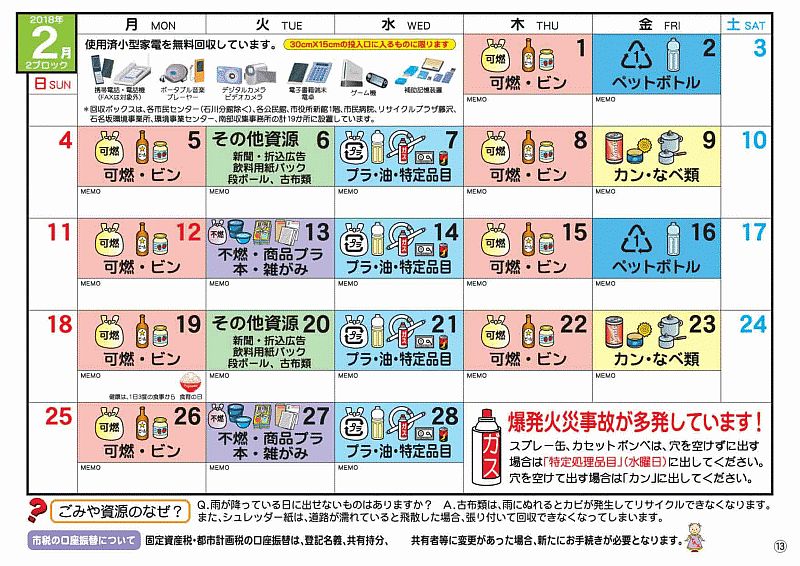 2018年
2月
2ブロック
月 MON
火 TUE
水 WED
木 THU
金 FRI
土 SAT
日 SUN
使用済小型家電を無料回収しています。 30cm×15cmの投入口に入るものに限ります
携帯電話・電話機
(FAXは対象外)
ポータブル音楽
プレーヤー
デジタルカメラ
ビデオカメラ
電子書籍端末
電卓
ゲーム機
補助記憶装置
*回収ボックスは、各市民センター(石川分館除く)、各公民館、市役所新館1階、市民病院、リサイクルプラザ藤沢、
石名坂環境事業所、環境事業センター、南部収集事務所の計19カ所に設置しています。
可燃 1
可燃・ビン
MEMO
1 2
ペットボトル
MEMO
3
4
可燃 5
可燃・ビン
MEMO
その他資源 6
新聞・折込広告
飲料用紙パック
段ボール、古布類
MEMO
プラ 7
プラ・油・特定品目
MEMO
可燃 8
可燃・ビン
MEMO
9
カン・なべ類
MEMO
10
11
可燃 12
可燃・ビン
MEMO
不燃 13
不燃・商品プラ
本・雑がみ
MEMO
プラ 14
プラ・油・特定品目
MEMO
可燃 15
可燃・ビン
MEMO
1 16
ペットボトル
MEMO
17
18
可燃 19
可燃・ビン
MEMO
健康は、1日3度の食事から 食育の日
その他資源 20
新聞・折込広告
飲料用紙パック
段ボール、古布類
MEMO
プラ 21
プラ・油・特定品目
MEMO
可燃 22
可燃・ビン
MEMO
23
カン・なべ類
MEMO
24
25
可燃 26
可燃・ビン
MEMO
不燃 27
不燃・商品プラ
本・雑がみ
MEMO
プラ 28
プラ・油・特定品目
MEMO
ガス
爆発火災事故が多発しています!
スプレー缶、カセットボンベは、穴を空けずに出す
場合は「特定処理品目」(水曜日)に出してください。
穴を空けて出す場合は「カン」に出してください。
?
ごみや資源のなぜ?
Q.雨が降っている日に出せないものはありますか? A.古布類は、雨にぬれるとカビが発生してリサイクルできなくなります。
また、シュレッダー紙は、道路が濡れていると飛散した場合、張り付いて回収できなくなってしまいます。
市税の口座振替について
固定資産税・都市計画税の口座振替は、登記名義、共有持分、 共有者等に変更があった場合、新たにお手続きが必要となります。
13